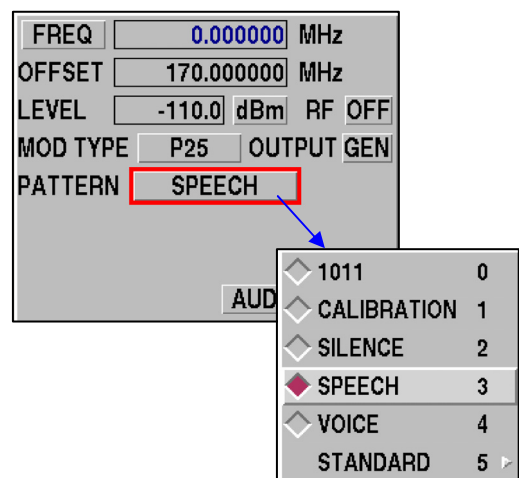 FREQ 0.000000 MHz
OFFSET 170.000000 MHz
LEVEL -110.0 dBm RF OFF
MOD TYPE P25 OUTPUT GEN
PATTERN SPEECH
AUD
1011 0
CALIBRATION 1
SILENCE 2
SPEECH 3
VOICE 4
STANDARD 5